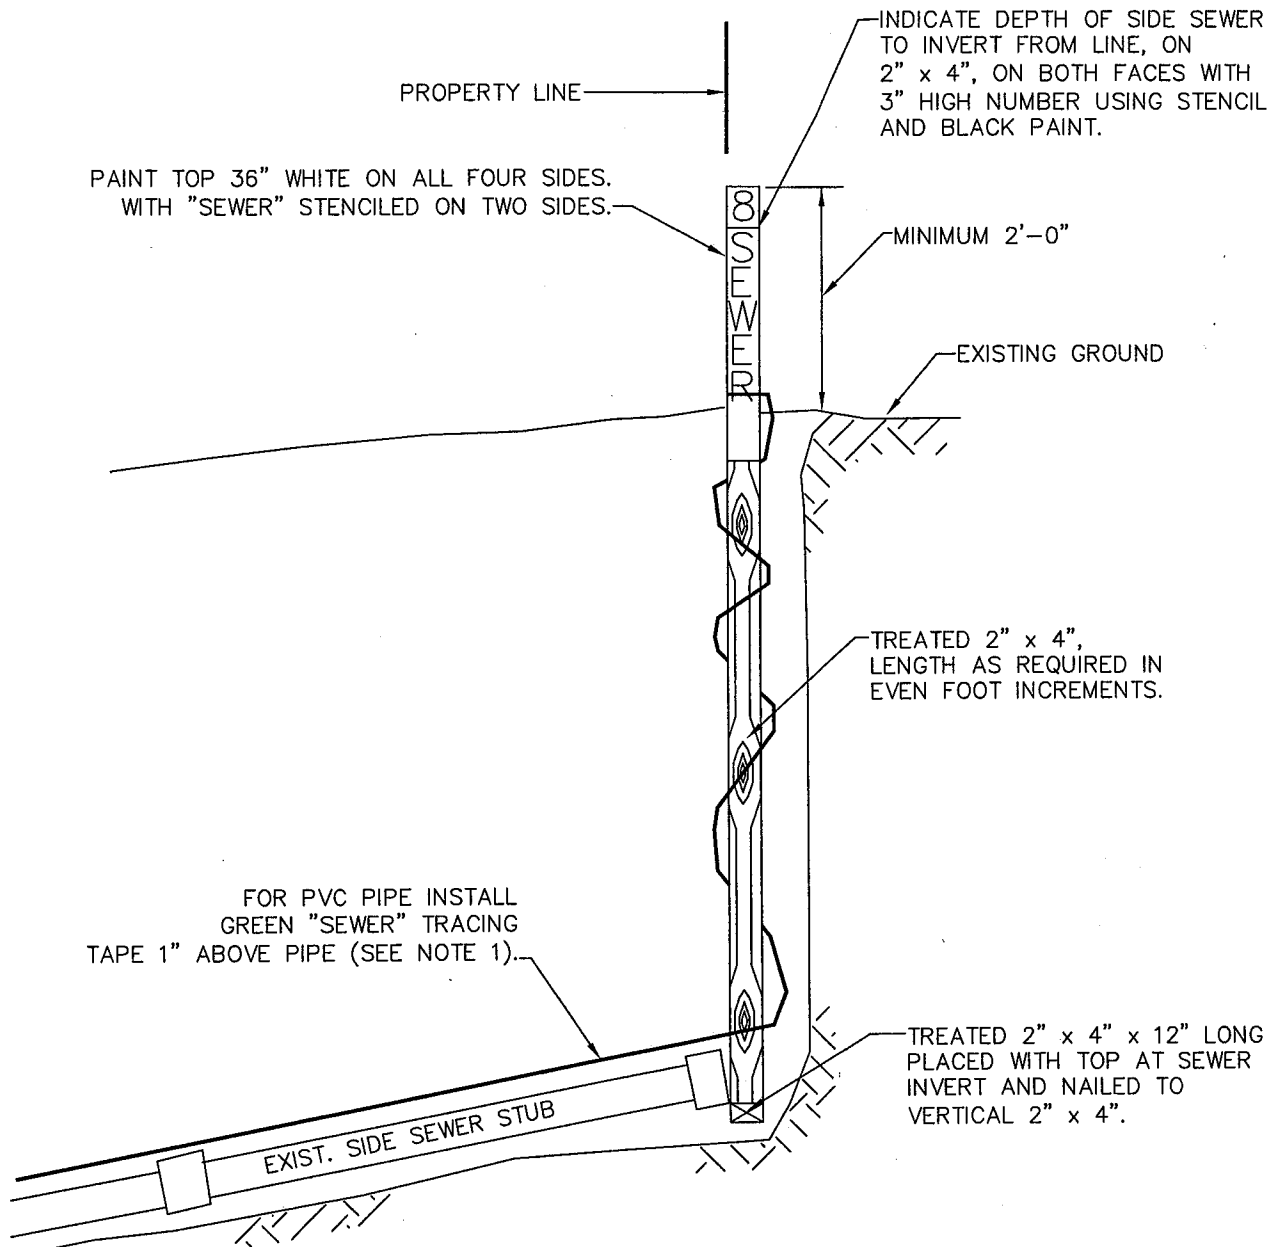 INDICATE DEPTH OF SIDE SEWER
TO INVERT FROM LINE, ON
2" x 4", ON BOTH FACES WITH
3" HIGH NUMBER USING STENCIL
AND BLACK PAINT.
PROPERTY LINE
PAINT TOP 36" WHITE ON ALL FOUR SIDES.
WITH "SEWER" STENCILED ON TWO SIDES.
8
SEWER
MINIMUM 2'-0"
EXISTING GROUND
TREATED 2" x 4",
LENGTH AS REQUIRED IN
EVEN FOOT INCREMENTS.
FOR PVC PIPE INSTALL
GREEN "SEWER" TRACING
TAPE 1" ABOVE PIPE (SEE NOTE 1).
TREATED 2" x 4" x 12" LONG
PLACED WITH TOP AT SEWER
INVERT AND NAILED TO
VERTICAL 2" x 4".
EXIST. SIDE SEWER STUB